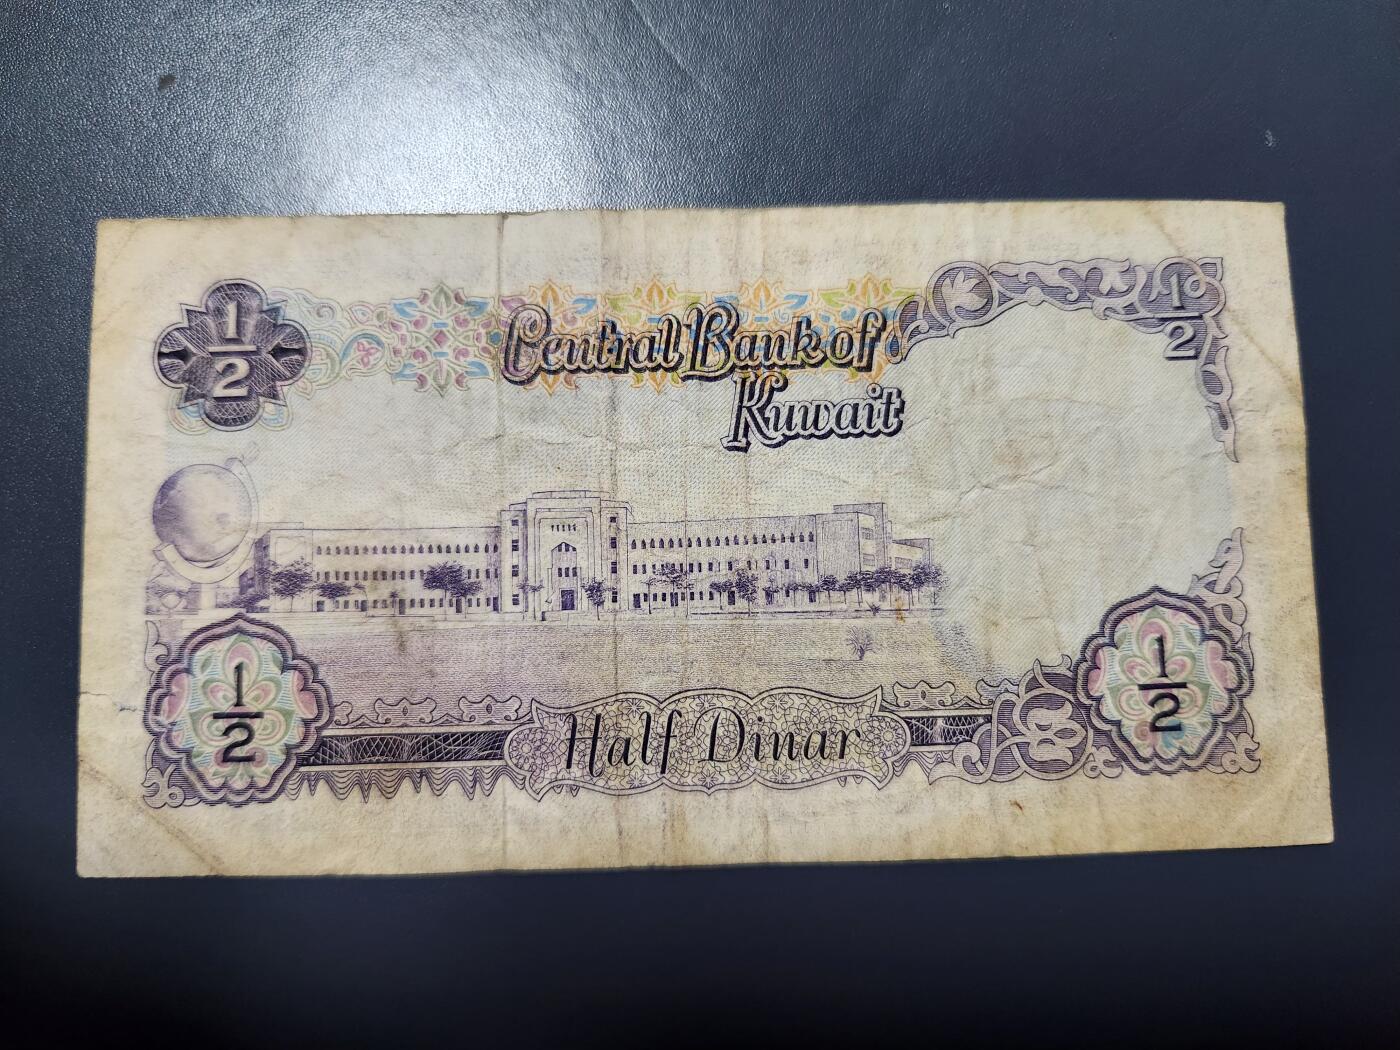 1/2
Central Bank of
Kuwait
1/2
1/2
Half Dinar
1/2